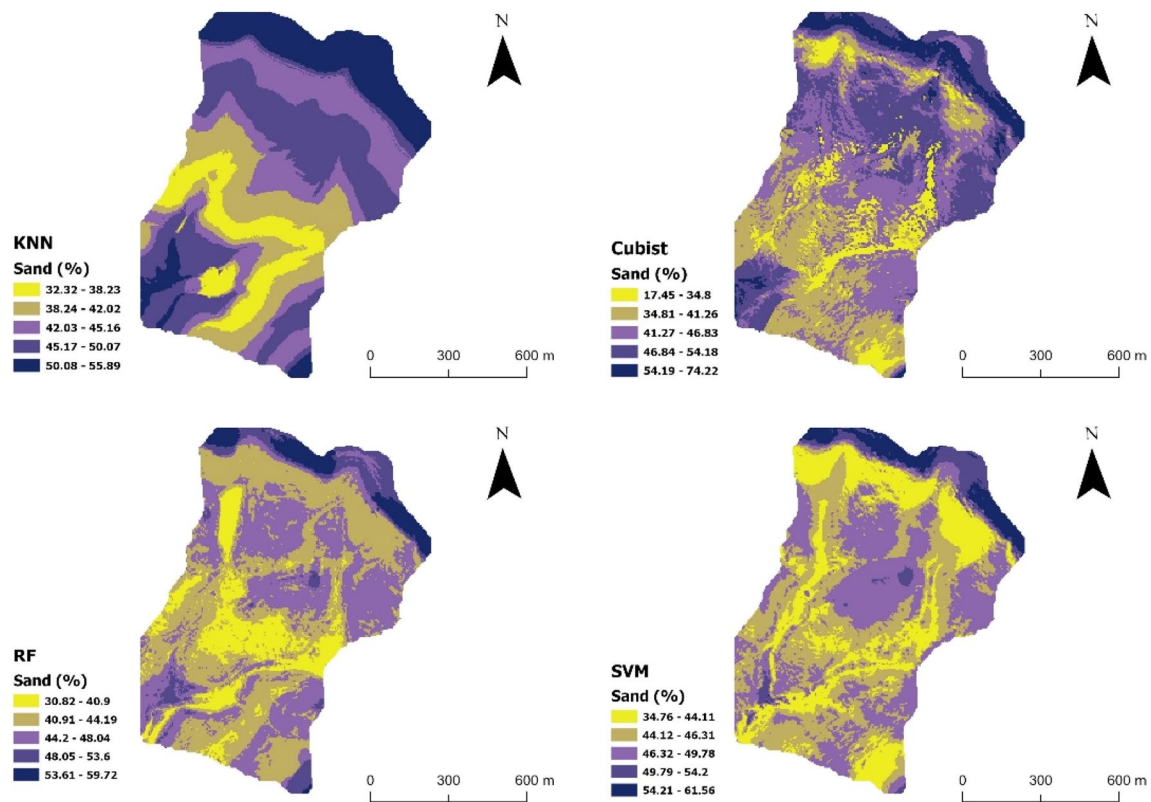 N
KNN
Sand (%)
32.32 - 38.23
38.24 - 42.02
42.03 - 45.16
45.17 - 50.07
50.08 - 55.89
0 300 600 m
N
Cubist
Sand (%)
17.45 - 34.8
34.81 - 41.26
41.27 - 46.83
46.84 - 54.18
54.19 - 74.22
0 300 600 m
N
RF
Sand (%)
30.82 - 40.9
40.91 - 44.19
44.2 - 48.04
48.05 - 53.6
53.61 - 59.72
0 300 600 m
N
SVM
Sand (%)
34.76 - 44.11
44.12 - 46.31
46.32 - 49.78
49.79 - 54.2
54.21 - 61.56
0 300 600 m